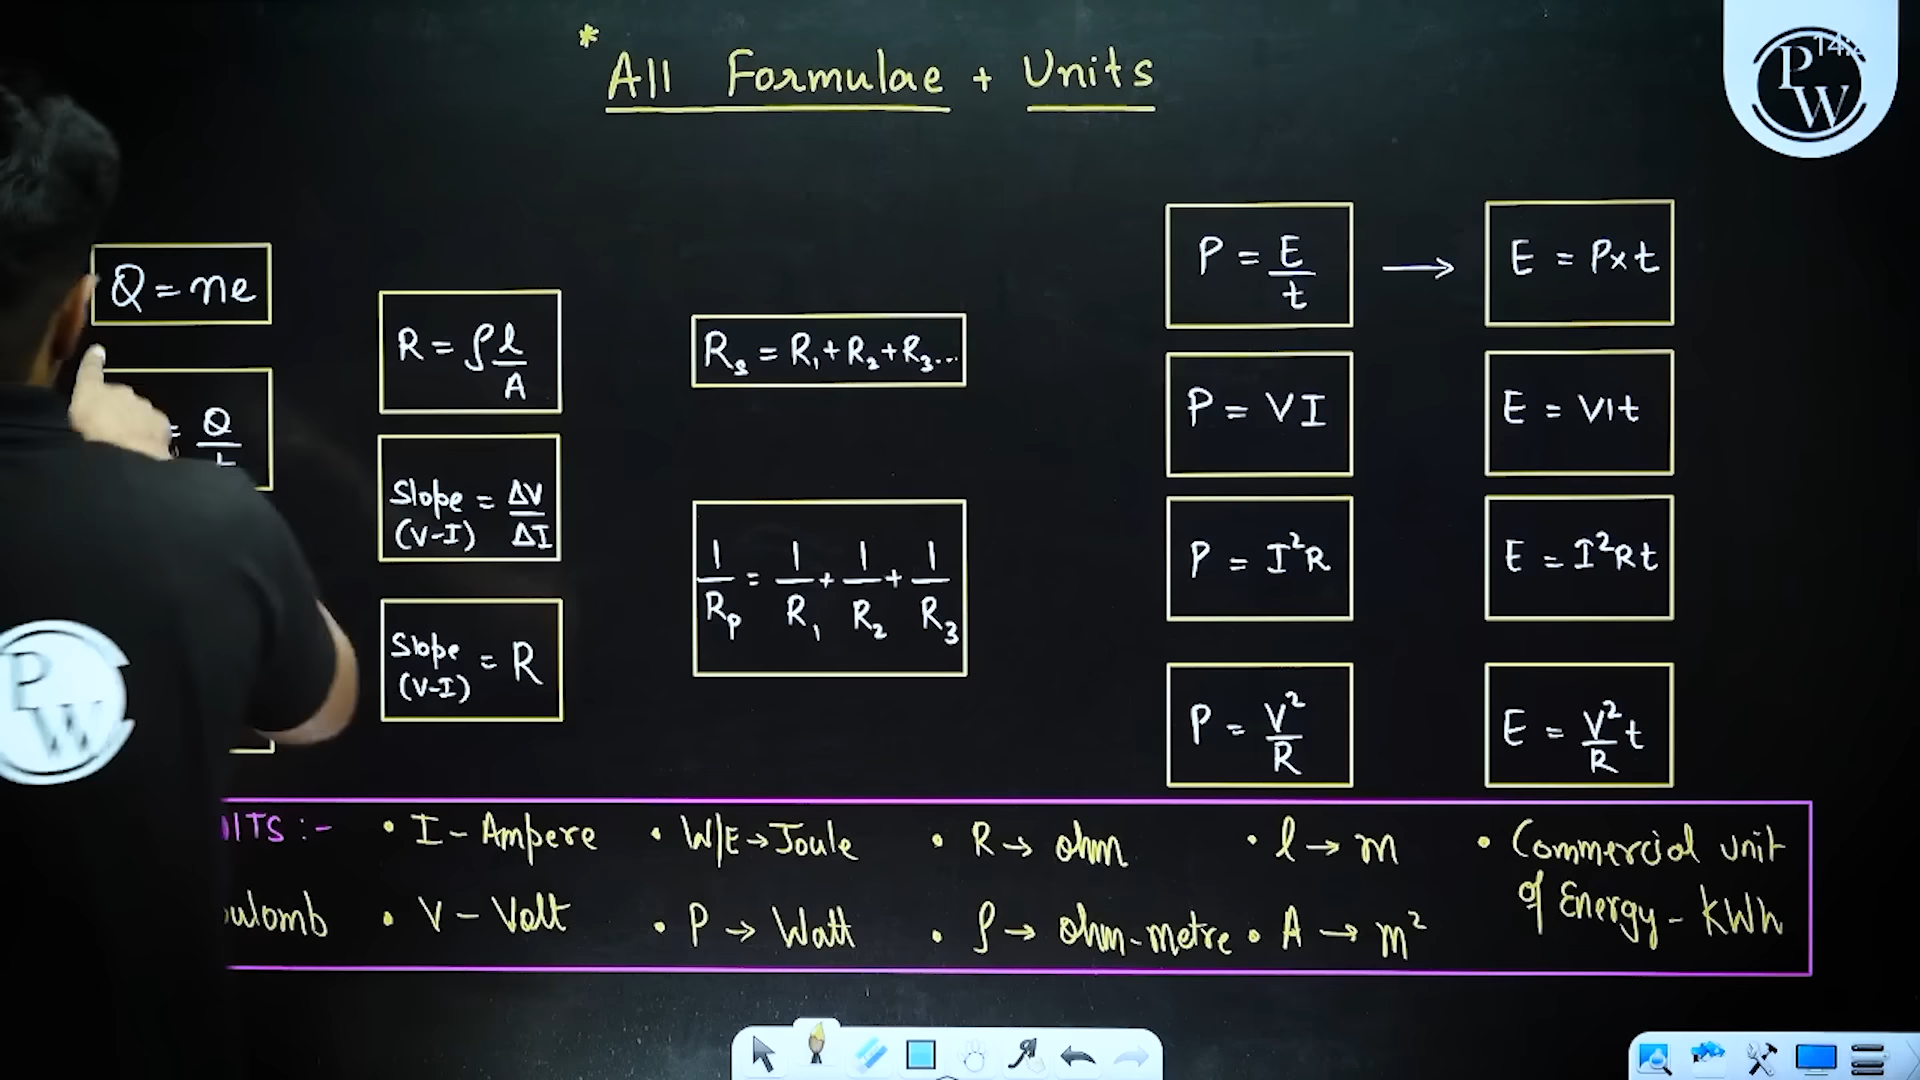 * All Formulae + Units
PW
Q = ne
= Q/t
R = ρ l/A
Slope (V-I) = ΔV/ΔI
Slope (V-I) = R
Rs = R₁ + R₂ + R₃...
1/Rp = 1/R₁ + 1/R₂ + 1/R₃
P = E/t → E = P×t
P = VI
E = VIt
P = I²R
E = I²Rt
P = V²/R
E = V²/R t
PW
• I - Ampere
• W/E → Joule
• R → ohm
• l → m
• Commercial unit
of Energy - kWh
• V - Volt
• P → Watt
• ρ → ohm-metre
• A → m²